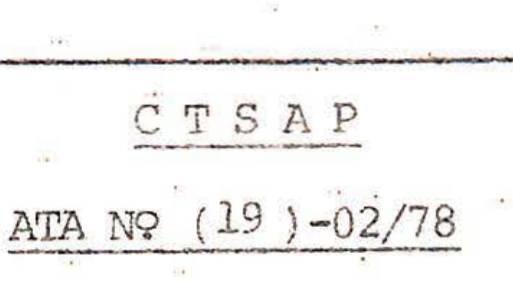 C T S A P
ATA Nº (19 )-02/78